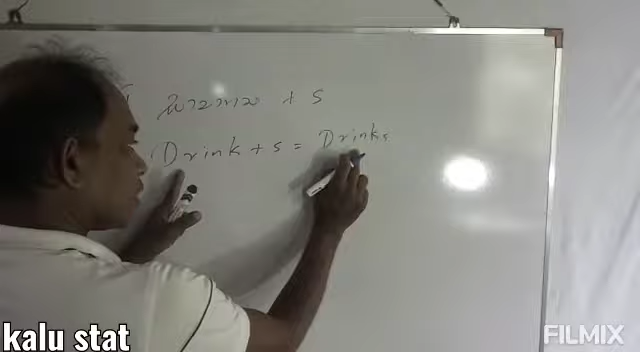 + s
Drink + s = Drinks
kalu stat
FILMIX